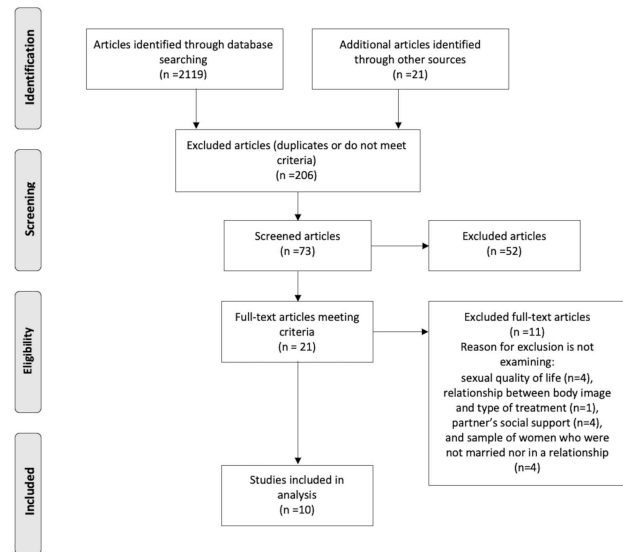 Identification
Articles identified through database
searching
(n =2119)
Additional articles identified
through other sources
(n =21)
Excluded articles (duplicates or do not meet
criteria)
(n =206)
Screening
Screened articles
(n =73)
Excluded articles
(n =52)
Eligibility
Full-text articles meeting
criteria
(n = 21)
Excluded full-text articles
(n =11)
Reason for exclusion is not
examining:
sexual quality of life (n=4),
relationship between body image
and type of treatment (n=1),
partner's social support (n=4),
and sample of women who were
not married nor in a relationship
(n=4)
Included
Studies included in
analysis
(n =10)